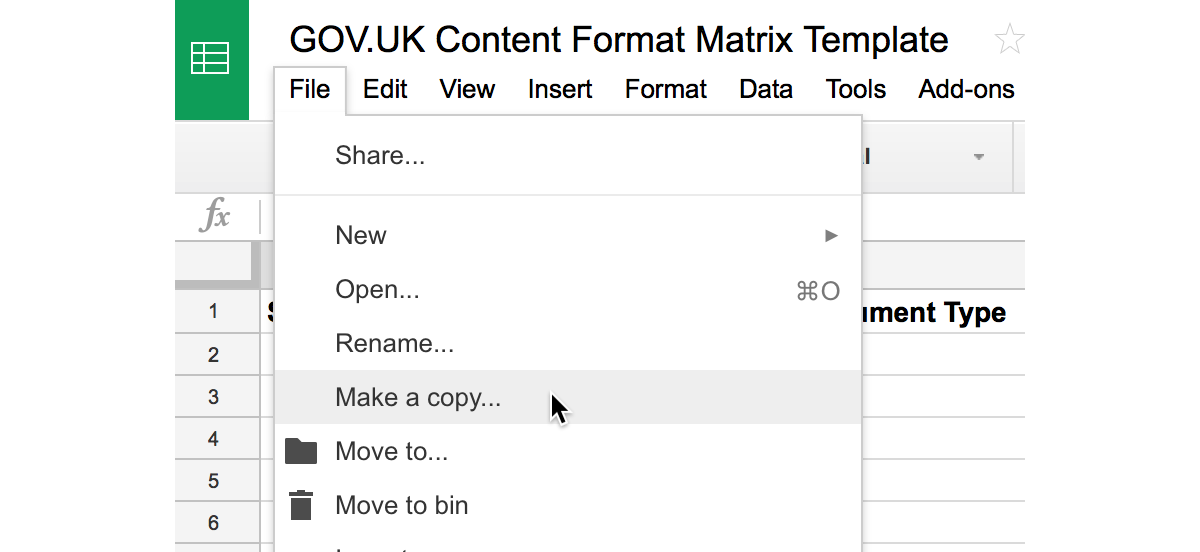 GOV.UK Content Format Matrix Template
File Edit View Insert Format Data Tools Add-ons
Share...
fx
New
Open... ⌘O
Rename...
Make a copy...
Move to...
Move to bin
1 ument Type
2
3
4
5
6